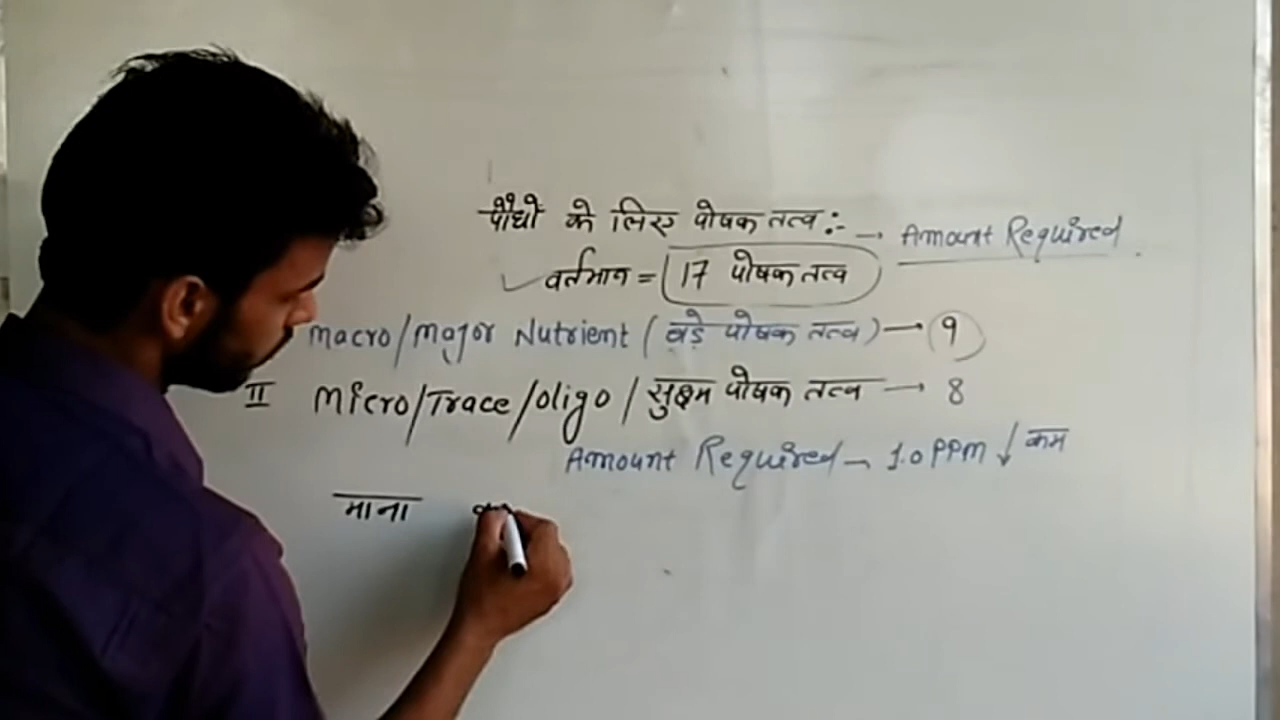 पौधों के लिए पोषक तत्व :- → Amount Required
✓ वर्तमान = 17 पोषक तत्व
Macro/Major Nutrient (बड़े पोषक तत्व) → 9
II Micro/Trace/oligo/सुक्ष्म पोषक तत्व → 8
Amount Required → 1.0 PPM ↓ कम
माना